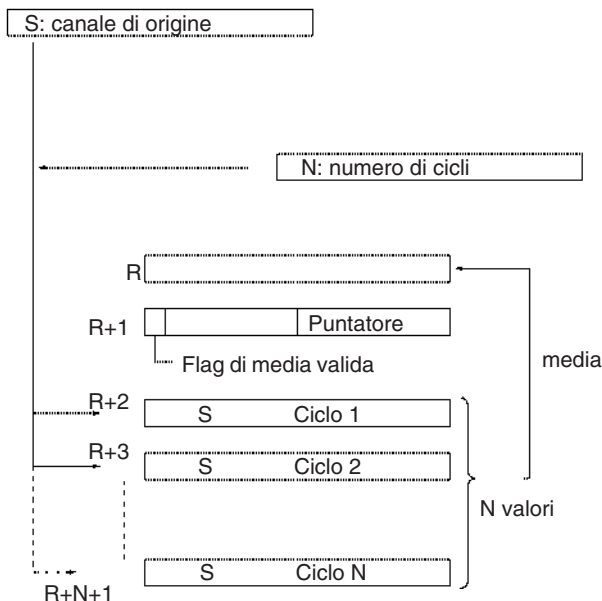 S: canale di origine
N: numero di cicli
R
R+1 Puntatore
Flag di media valida
media
R+2 S Ciclo 1
R+3 S Ciclo 2
N valori
S Ciclo N
R+N+1